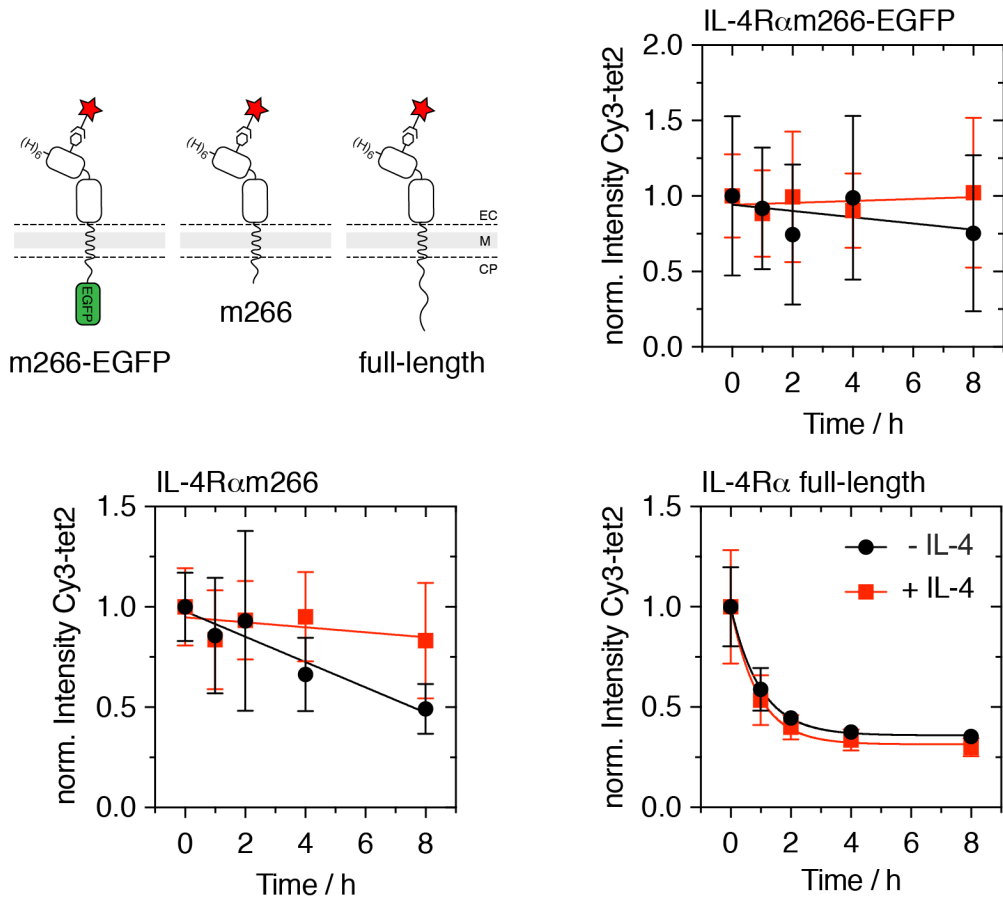 (H)6
(H)6
(H)6
EC
M
CP
EGFP
m266-EGFP
m266
full-length
IL-4Rαm266-EGFP
norm. Intensity Cy3-tet2
2.0
1.5
1.0
0.5
0.0
0 2 4 6 8
Time / h
IL-4Rαm266
norm. Intensity Cy3-tet2
1.5
1.0
0.5
0.0
0 2 4 6 8
Time / h
IL-4Rα full-length
norm. Intensity Cy3-tet2
1.5
1.0
0.5
0.0
- IL-4
+ IL-4
0 2 4 6 8
Time / h